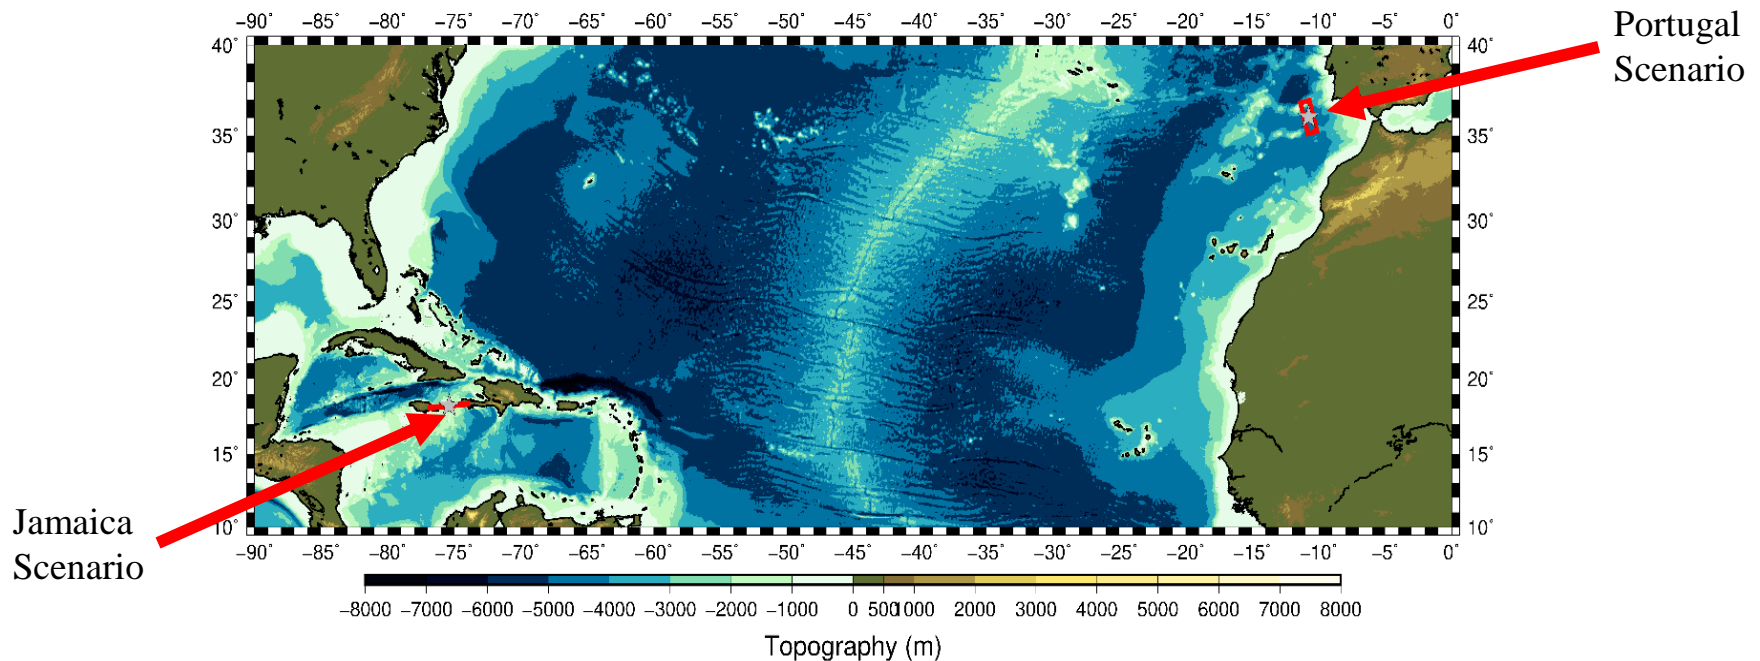 −90° −85° −80° −75° −70° −65° −60° −55° −50° −45° −40° −35° −30° −25° −20° −15° −10° −5° 0°
Portugal
Scenario
40° 40°
35° 35°
30° 30°
25° 25°
20° 20°
15° 15°
10° 10°
Jamaica
Scenario
−90° −85° −80° −75° −70° −65° −60° −55° −50° −45° −40° −35° −30° −25° −20° −15° −10° −5° 0°
−8000 −7000 −6000 −5000 −4000 −3000 −2000 −1000 0 500 1000 2000 3000 4000 5000 6000 7000 8000
Topography (m)